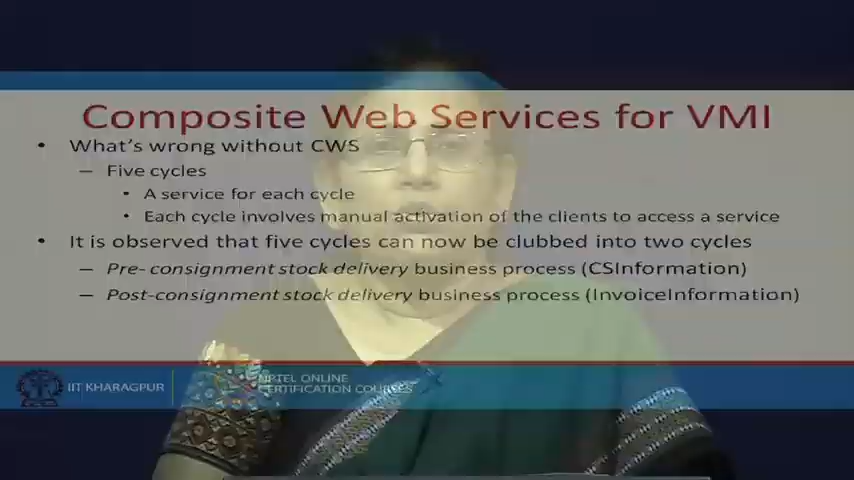 Composite Web Services for VMI
• What's wrong without CWS
– Five cycles
• A service for each cycle
• Each cycle involves manual activation of the clients to access a service
• It is observed that five cycles can now be clubbed into two cycles
– Pre- consignment stock delivery business process (CSInformation)
– Post-consignment stock delivery business process (InvoiceInformation)
IIT KHARAGPUR
NPTEL ONLINE
CERTIFICATION COURSES